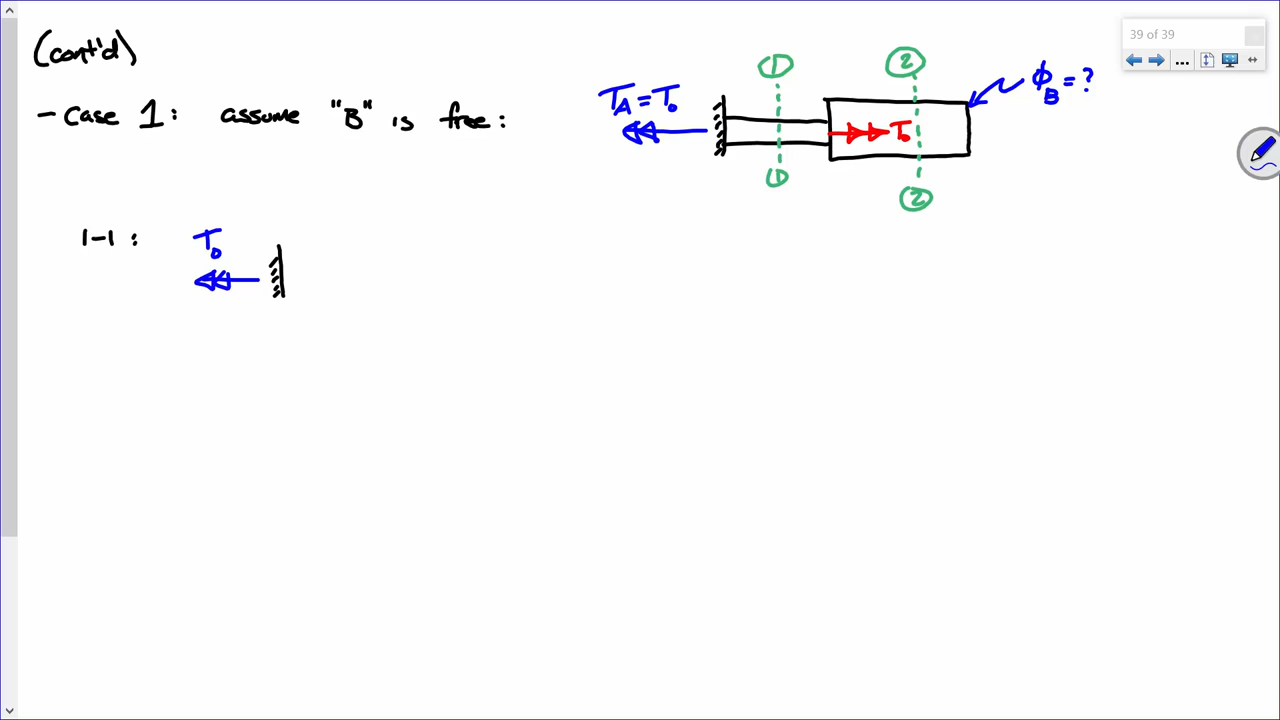 (cont'd)
39 of 39
- Case 1: assume "B" is free:
① ②
T_A = T_0
ϕ_B = ?
T_0
① ②
1-1: T_0